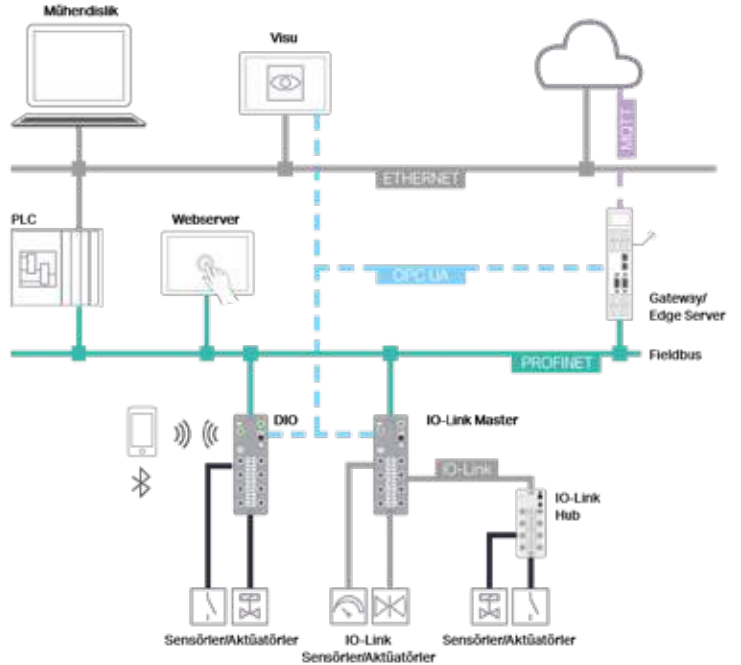 Műhendislik
Visu
MQTT
ETHERNET
PLC
Webserver
OPC UA
Gateway/
Edge Server
PROFINET
Fieldbus
DIO
IO-Link Master
IO-Link
IO-Link
Hub
Sensörler/Aktüatörler
IO-Link
Sensörler/Aktüatörler
Sensörler/Aktüatörler